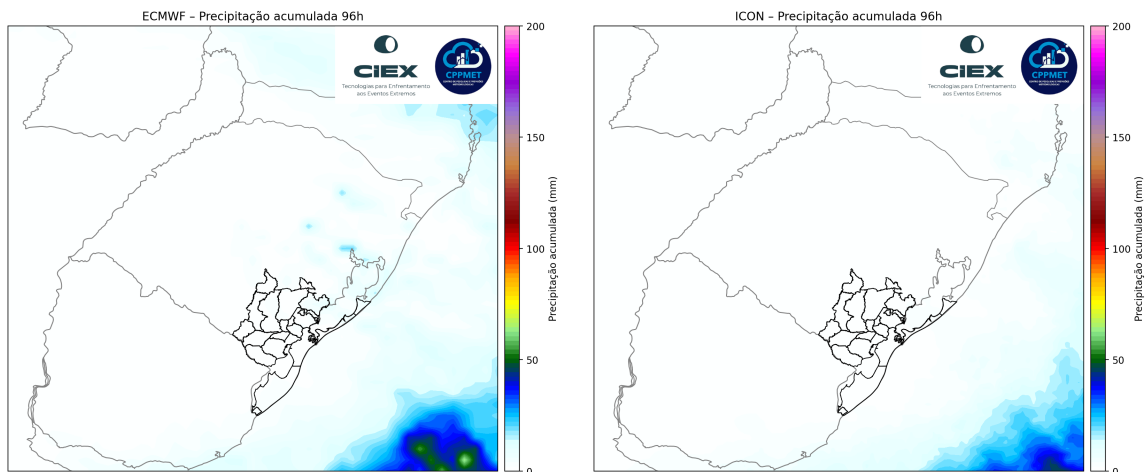 ECMWF – Precipitação acumulada 96h
CIEX
Tecnologias para Enfrentamento
aos Eventos Extremos
CPPMET
200
150
100
50
0
Precipitação acumulada (mm)
ICON – Precipitação acumulada 96h
CIEX
Tecnologias para Enfrentamento
aos Eventos Extremos
CPPMET
200
150
100
50
0
Precipitação acumulada (mm)